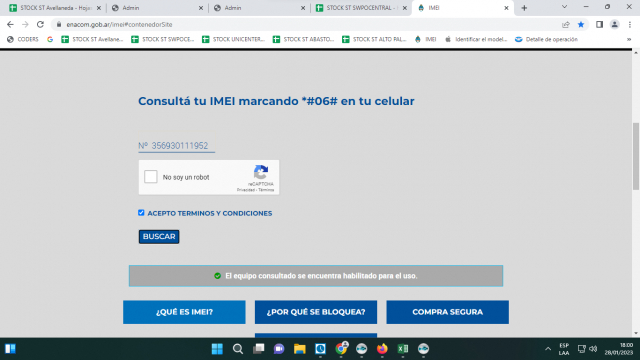 STOCK ST Avellaneda - Hoja
Admin
Admin
STOCK ST SWPOCENTRAL -
IMEI
enacom.gob.ar/imei#contenedorSite
CODERS
G
STOCK ST Avellane...
STOCK ST SWPOCE...
STOCK UNICENTER...
STOCK ST ABASTO...
STOCK ST ALTO PAL...
IMEI
Identificar el model...
Detalle de operación
Consultá tu IMEI marcando *#06# en tu celular
Nº 356930111952
No soy un robot
reCAPTCHA
Privacidad - Términos
ACEPTO TERMINOS Y CONDICIONES
BUSCAR
El equipo consultado se encuentra habilitado para el uso.
¿QUÉ ES IMEI?
¿POR QUÉ SE BLOQUEA?
COMPRA SEGURA
ESP
LAA
18:00
28/01/2023